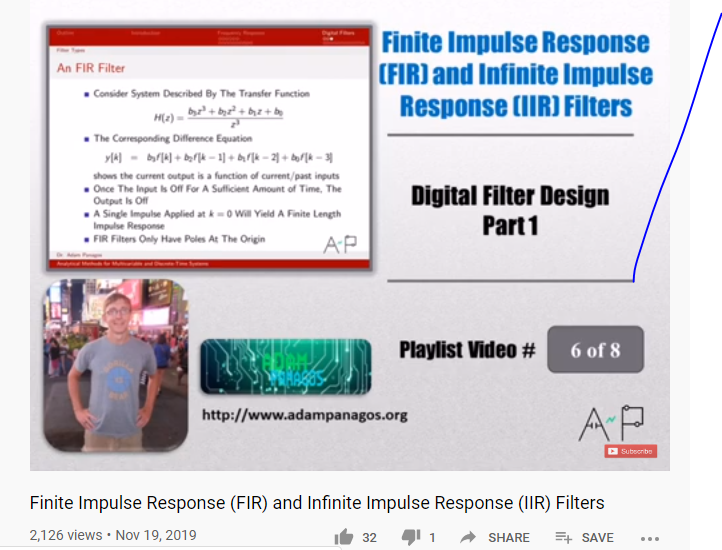 Outline Introduction Frequency Response Digital Filters
Filter Types
An FIR Filter
Consider System Described By The Transfer Function
H(z) = b₃z³ + b₂z² + b₁z + b₀ / z³
The Corresponding Difference Equation
y[k] = b₃f[k] + b₂f[k − 1] + b₁f[k − 2] + b₀f[k − 3]
shows the current output is a function of current/past inputs
Once The Input Is Off For A Sufficient Amount of Time, The
Output Is Off
A Single Impulse Applied at k = 0 Will Yield A Finite Length
Impulse Response
FIR Filters Only Have Poles At The Origin
AP
Dr. Adam Panagos
Analytical Methods for Multivariable and Discrete Time Systems
Finite Impulse Response
(FIR) and Infinite Impulse
Response (IIR) Filters
Digital Filter Design
Part 1
ADAM
PANAGOS
http://www.adampanagos.org
Playlist Video # 6 of 8
AP
Subscribe
Finite Impulse Response (FIR) and Infinite Impulse Response (IIR) Filters
2,126 views • Nov 19, 2019 32 1 SHARE SAVE